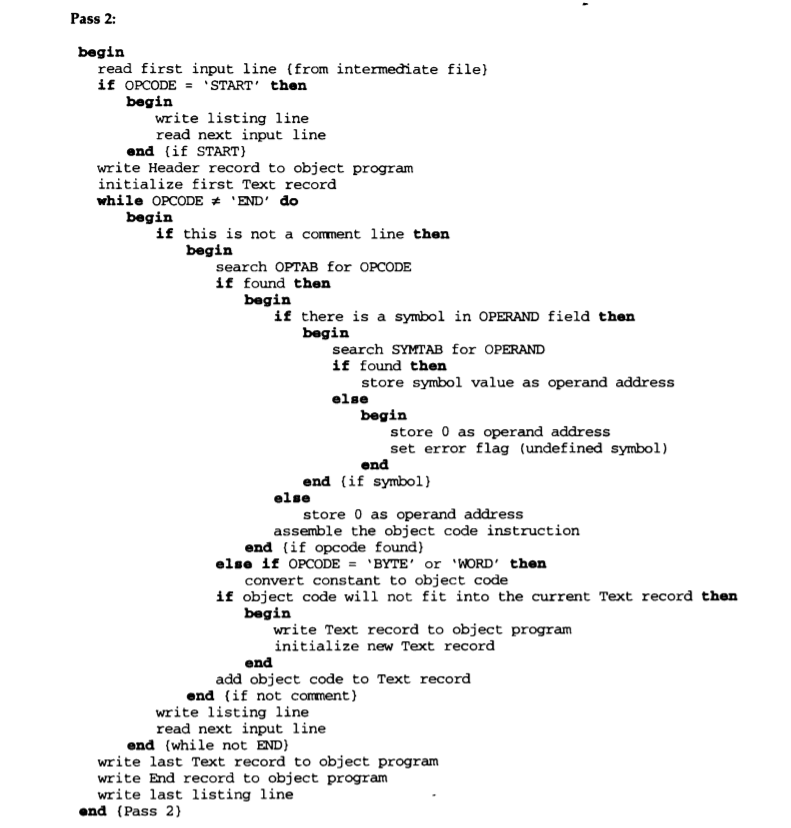 Pass 2:
begin
read first input line {from intermediate file}
if OPCODE = 'START' then
begin
write listing line
read next input line
end {if START}
write Header record to object program
initialize first Text record
while OPCODE ≠ 'END' do
begin
if this is not a comment line then
begin
search OPTAB for OPCODE
if found then
begin
if there is a symbol in OPERAND field then
begin
search SYMTAB for OPERAND
if found then
store symbol value as operand address
else
begin
store 0 as operand address
set error flag (undefined symbol)
end
end {if symbol}
else
store 0 as operand address
assemble the object code instruction
end {if opcode found}
else if OPCODE = 'BYTE' or 'WORD' then
convert constant to object code
if object code will not fit into the current Text record then
begin
write Text record to object program
initialize new Text record
end
add object code to Text record
end {if not comment}
write listing line
read next input line
end {while not END}
write last Text record to object program
write End record to object program
write last listing line
end {Pass 2}